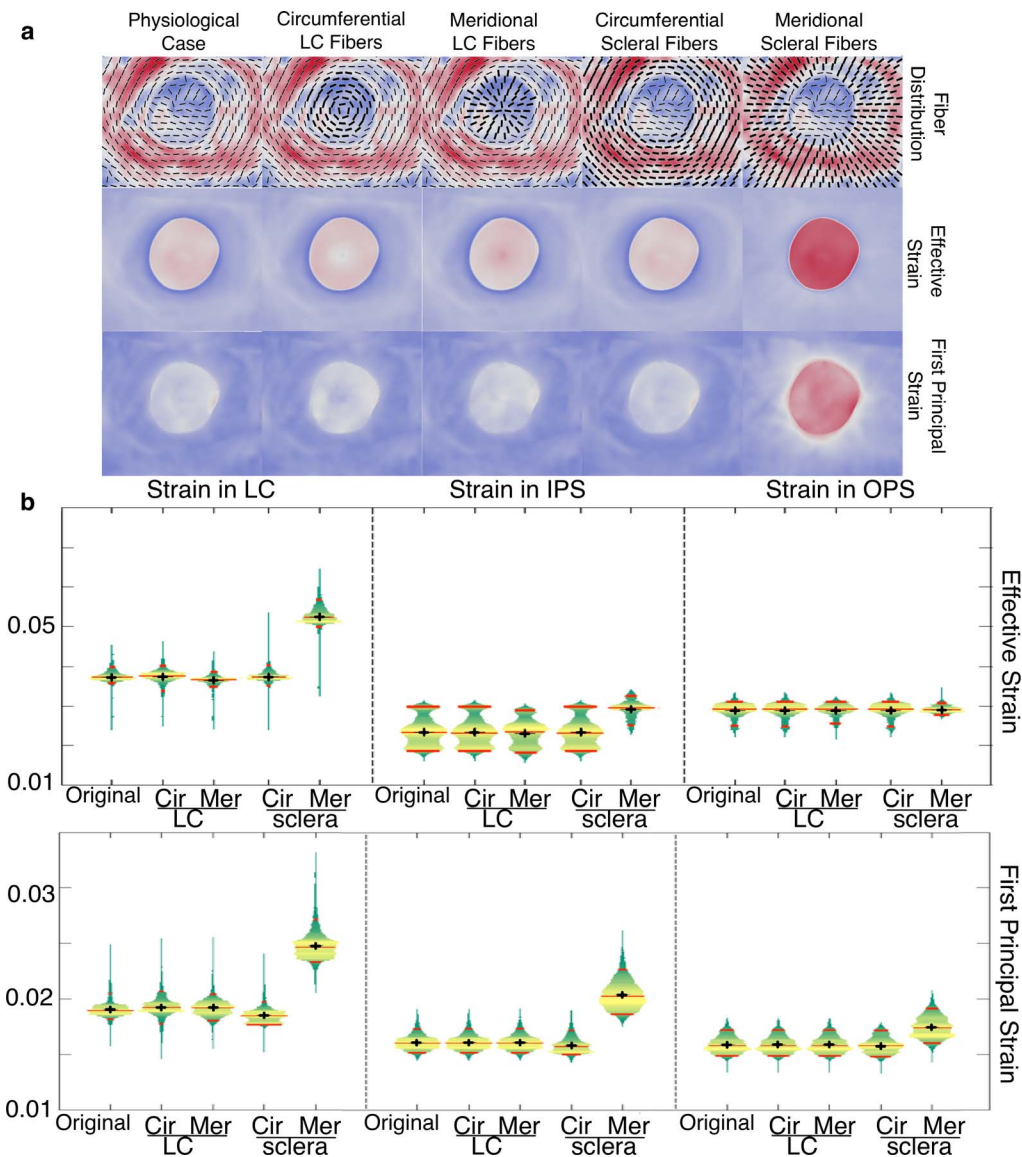 a
Physiological Case
Circumferential LC Fibers
Meridional LC Fibers
Circumferential Scleral Fibers
Meridional Scleral Fibers
Fiber Distribution
Effective Strain
First Principal Strain
b
Strain in LC
Strain in IPS
Strain in OPS
0.05
0.01
Effective Strain
Original Cir Mer Cir Mer
LC sclera
Original Cir Mer Cir Mer
LC sclera
Original Cir Mer Cir Mer
LC sclera
0.03
0.02
0.01
First Principal Strain
Original Cir Mer Cir Mer
LC sclera
Original Cir Mer Cir Mer
LC sclera
Original Cir Mer Cir Mer
LC sclera